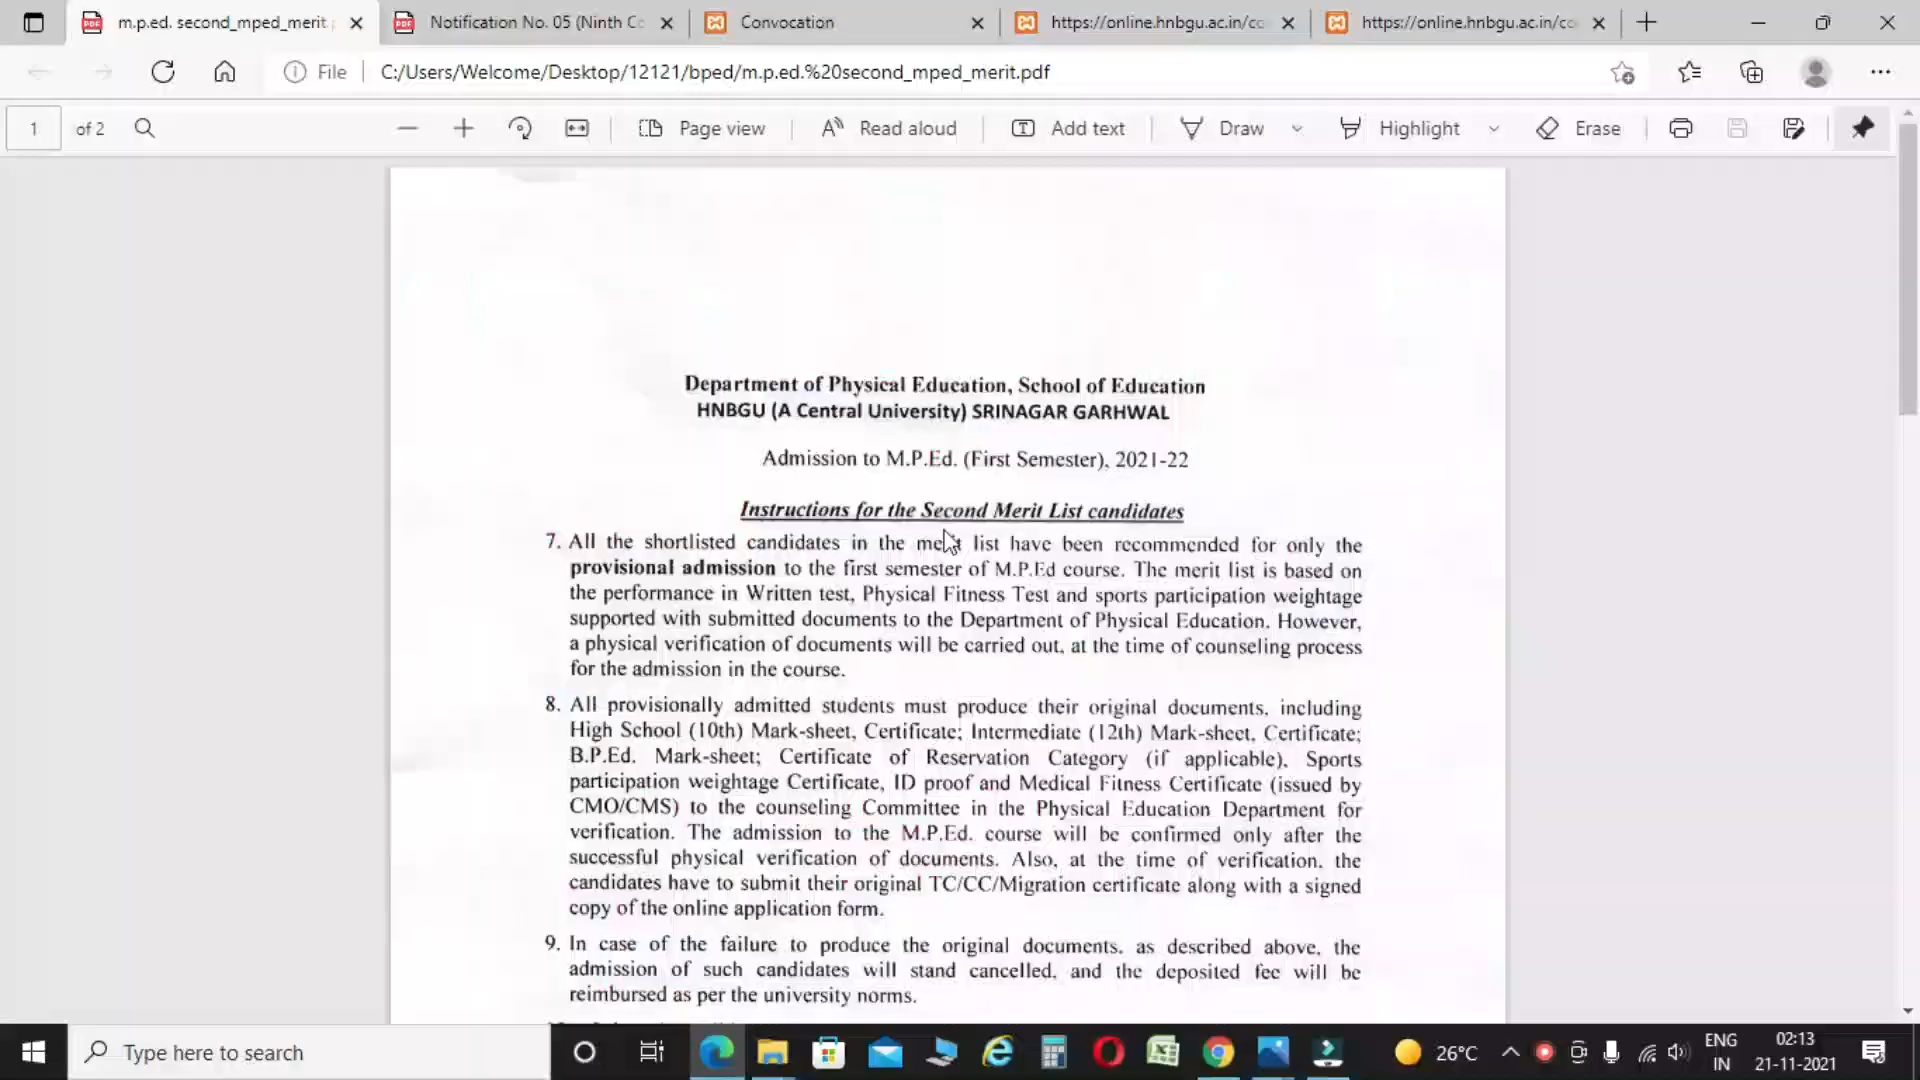 m.p.ed. second_mped_merit
Notification No. 05 (Ninth Co
Convocation
https://online.hnbgu.ac.in/co
https://online.hnbgu.ac.in/co
File
C:/Users/Welcome/Desktop/12121/bped/m.p.ed.%20second_mped_merit.pdf
1 of 2
Page view
Read aloud
Add text
Draw
Highlight
Erase
Department of Physical Education, School of Education
HNBGU (A Central University) SRINAGAR GARHWAL
Admission to M.P.Ed. (First Semester), 2021-22
Instructions for the Second Merit List candidates
7. All the shortlisted candidates in the merit list have been recommended for only the
provisional admission to the first semester of M.P.Ed course. The merit list is based on
the performance in Written test, Physical Fitness Test and sports participation weightage
supported with submitted documents to the Department of Physical Education. However,
a physical verification of documents will be carried out, at the time of counseling process
for the admission in the course.
8. All provisionally admitted students must produce their original documents, including
High School (10th) Mark-sheet, Certificate; Intermediate (12th) Mark-sheet, Certificate;
B.P.Ed. Mark-sheet; Certificate of Reservation Category (if applicable), Sports
participation weightage Certificate, ID proof and Medical Fitness Certificate (issued by
CMO/CMS) to the counseling Committee in the Physical Education Department for
verification. The admission to the M.P.Ed. course will be confirmed only after the
successful physical verification of documents. Also, at the time of verification, the
candidates have to submit their original TC/CC/Migration certificate along with a signed
copy of the online application form.
9. In case of the failure to produce the original documents, as described above, the
admission of such candidates will stand cancelled, and the deposited fee will be
reimbursed as per the university norms.
Type here to search
26°C
ENG
IN
02:13
21-11-2021